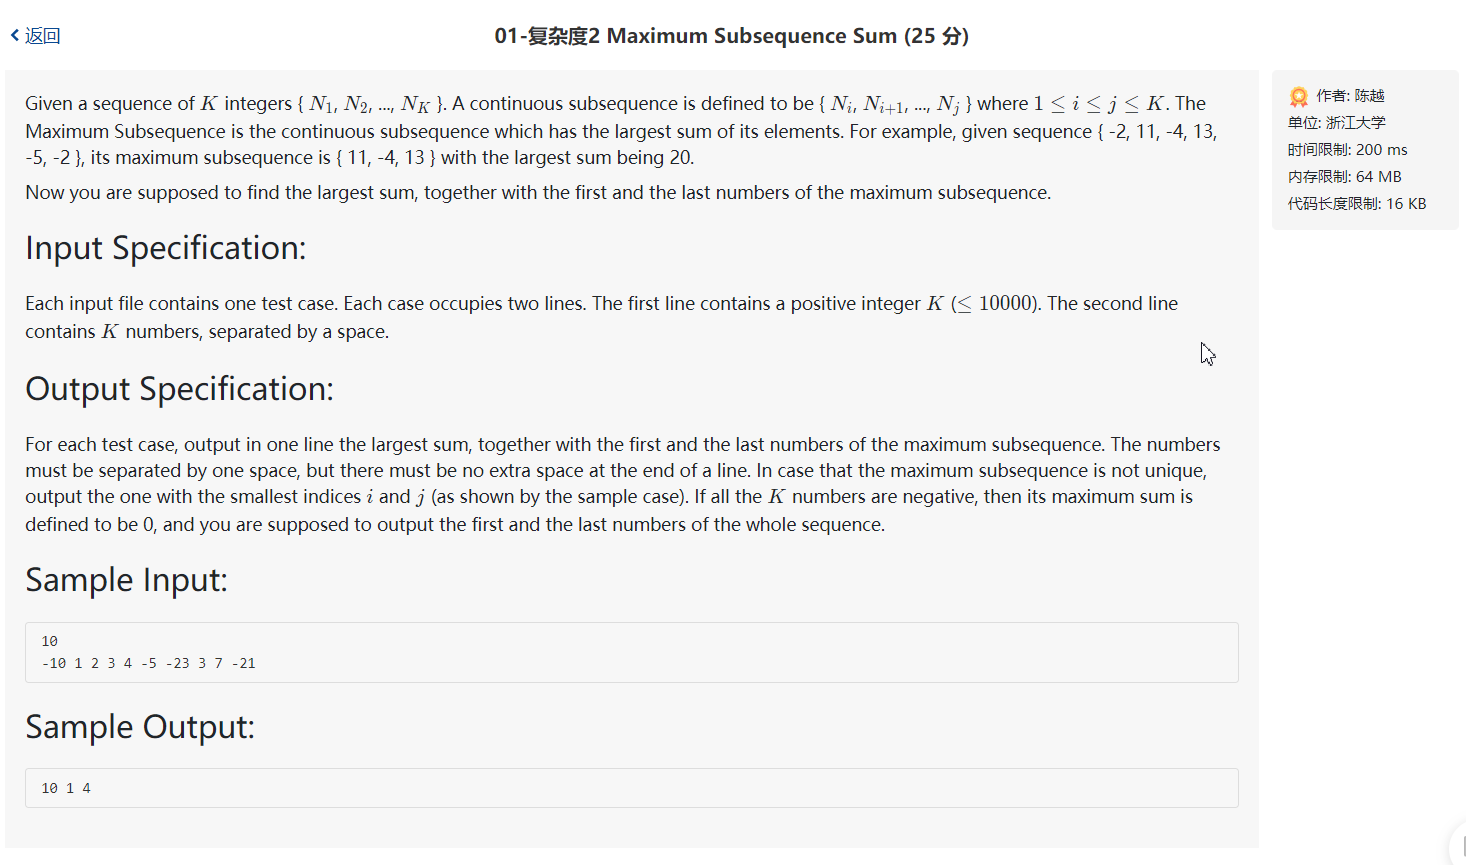 返回
01-复杂度2 Maximum Subsequence Sum (25 分)
Given a sequence of K integers { N1, N2, ..., NK }. A continuous subsequence is defined to be { Ni, Ni+1, ..., Nj } where 1 ≤ i ≤ j ≤ K. The
Maximum Subsequence is the continuous subsequence which has the largest sum of its elements. For example, given sequence { -2, 11, -4, 13,
-5, -2 }, its maximum subsequence is { 11, -4, 13 } with the largest sum being 20.
Now you are supposed to find the largest sum, together with the first and the last numbers of the maximum subsequence.
Input Specification:
Each input file contains one test case. Each case occupies two lines. The first line contains a positive integer K (≤ 10000). The second line
contains K numbers, separated by a space.
Output Specification:
For each test case, output in one line the largest sum, together with the first and the last numbers of the maximum subsequence. The numbers
must be separated by one space, but there must be no extra space at the end of a line. In case that the maximum subsequence is not unique,
output the one with the smallest indices i and j (as shown by the sample case). If all the K numbers are negative, then its maximum sum is
defined to be 0, and you are supposed to output the first and the last numbers of the whole sequence.
Sample Input:
10
-10 1 2 3 4 -5 -23 3 7 -21
Sample Output:
10 1 4
作者: 陈越
单位: 浙江大学
时间限制: 200 ms
内存限制: 64 MB
代码长度限制: 16 KB